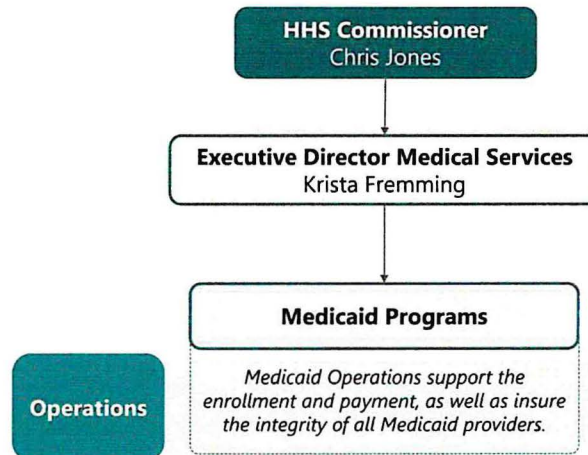 HHS Commissioner
Chris Jones
Executive Director Medical Services
Krista Fremming
Medicaid Programs
Operations
Medicaid Operations support the
enrollment and payment, as well as insure
the integrity of all Medicaid providers.